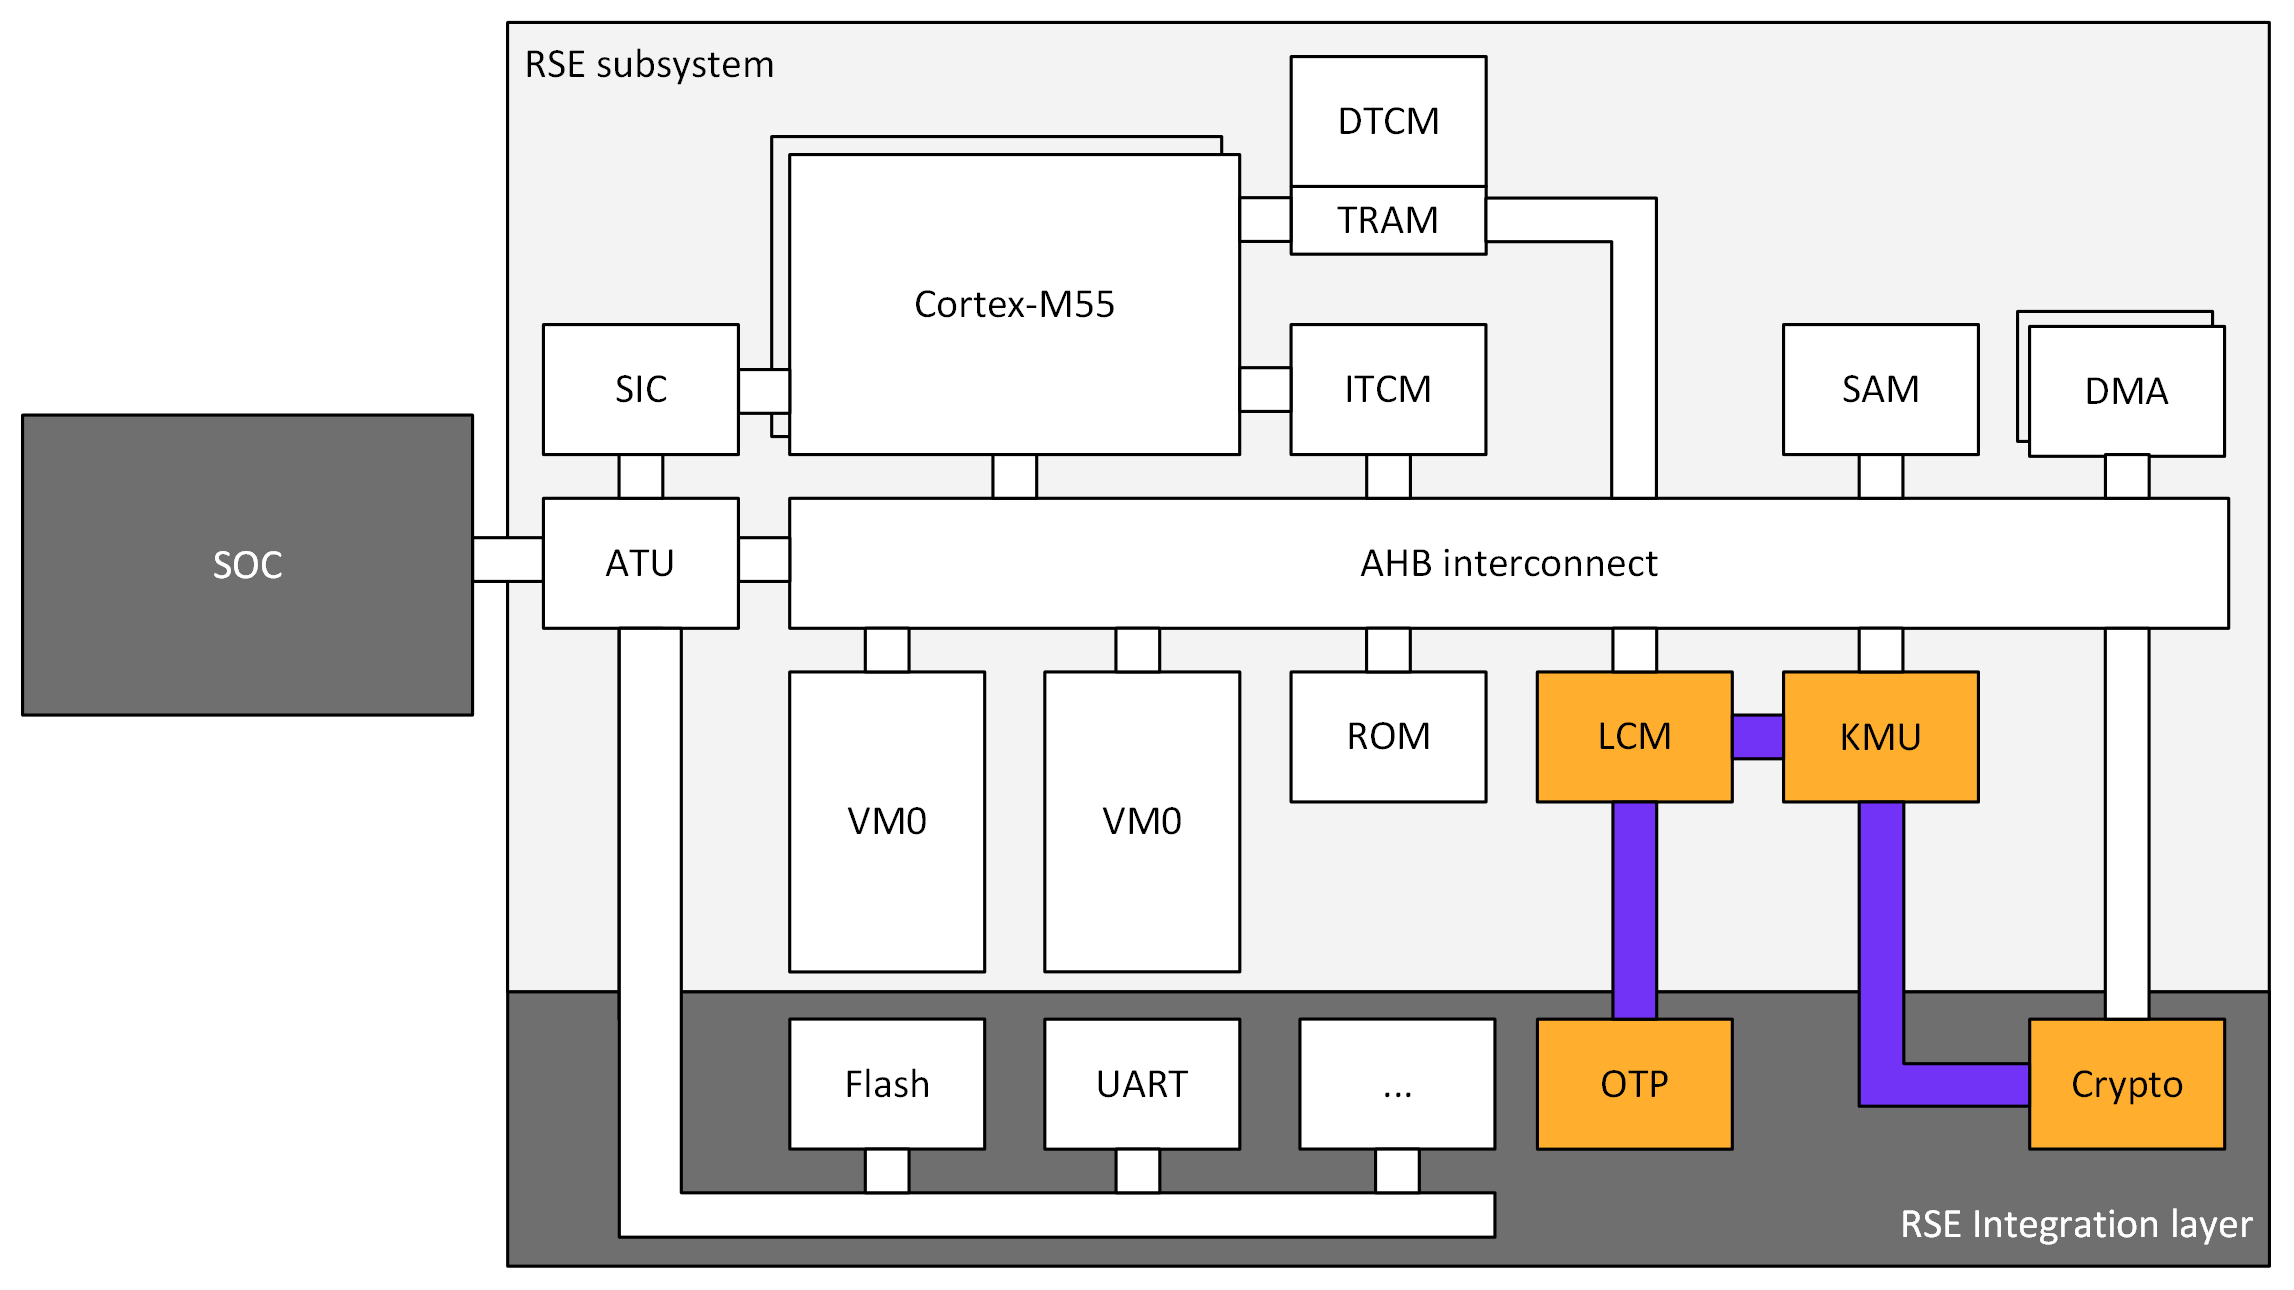 RSE subsystem
DTCM
TRAM
Cortex-M55
SIC
ITCM
SAM
DMA
SOC
ATU
AHB interconnect
VM0
VM0
ROM
LCM
KMU
Flash
UART
...
OTP
Crypto
RSE Integration layer